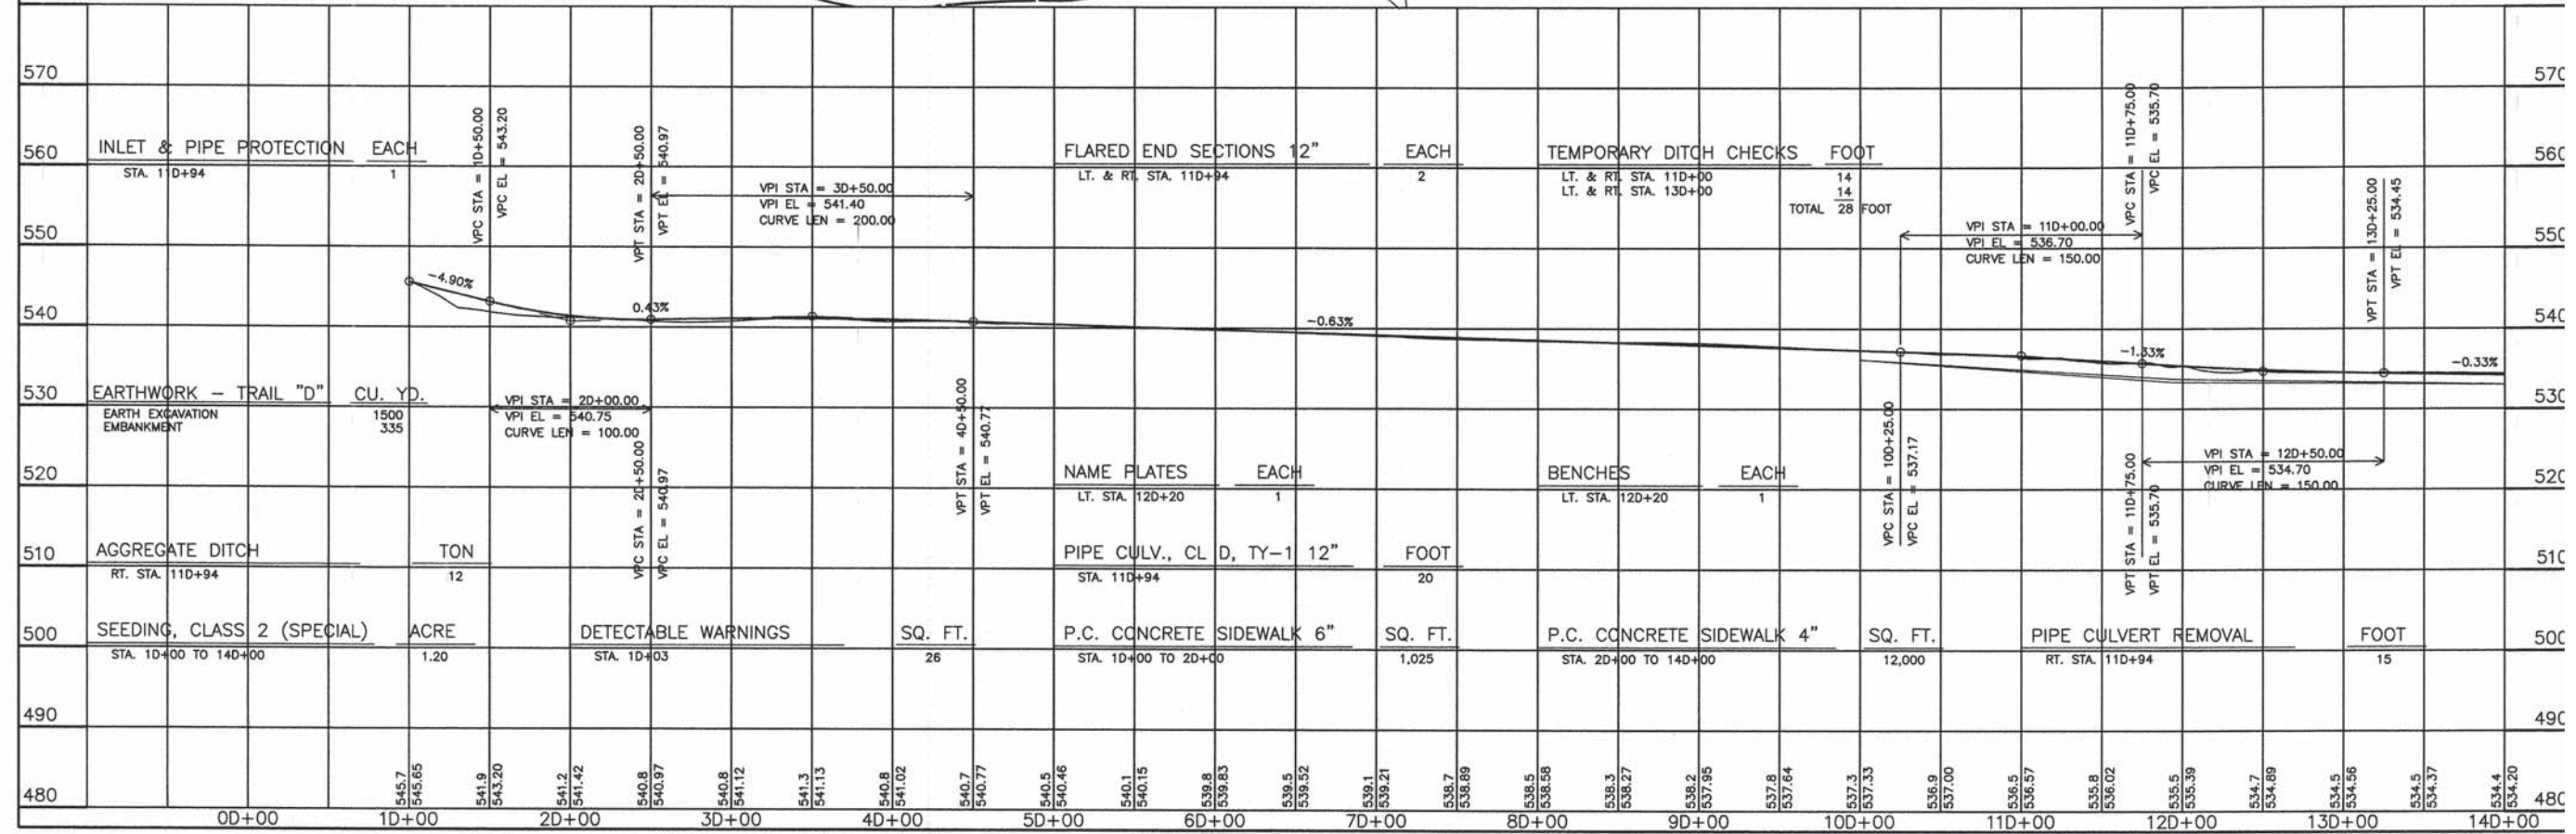 570
570
560
INLET & PIPE PROTECTION EACH
STA. 11D+94 1
VPC STA = 1D+50.00
VPC EL = 543.20
VPT STA = 2D+50.00
VPT EL = 540.97
VPI STA = 3D+50.00
VPI EL = 541.40
CURVE LEN = 200.00
FLARED END SECTIONS 12" EACH
LT. & RT. STA. 11D+94 2
TEMPORARY DITCH CHECKS FOOT
LT. & RT. STA. 11D+00 14
LT. & RT. STA. 13D+00 14
TOTAL 28 FOOT
VPC STA = 11D+75.00
VPC EL = 535.70
VPI STA = 11D+00.00
VPI EL = 536.70
CURVE LEN = 150.00
VPT STA = 13D+25.00
VPT EL = 534.45
560
550
550
-4.90%
0.43%
-0.63%
-1.33%
-0.33%
540
540
530
EARTHWORK - TRAIL "D" CU. YD.
EARTH EXCAVATION 1500
EMBANKMENT 335
VPI STA = 2D+00.00
VPI EL = 540.75
CURVE LEN = 100.00
VPC STA = 2D+50.00
VPC EL = 540.97
VPT STA = 4D+50.00
VPT EL = 540.77
530
520
NAME PLATES EACH
LT. STA. 12D+20 1
BENCHES EACH
LT. STA. 12D+20 1
VPC STA = 10D+25.00
VPC EL = 537.17
VPT STA = 11D+75.00
VPT EL = 535.70
VPI STA = 12D+50.00
VPI EL = 534.70
CURVE LEN = 150.00
520
510
AGGREGATE DITCH TON
RT. STA. 11D+94 12
PIPE CULV., CL D, TY-1 12" FOOT
STA. 11D+94 20
510
500
SEEDING, CLASS 2 (SPECIAL) ACRE
STA. 1D+00 TO 14D+00 1.20
DETECTABLE WARNINGS SQ. FT.
STA. 1D+03 26
P.C. CONCRETE SIDEWALK 6" SQ. FT.
STA. 1D+00 TO 2D+00 1,025
P.C. CONCRETE SIDEWALK 4" SQ. FT.
STA. 2D+00 TO 14D+00 12,000
PIPE CULVERT REMOVAL FOOT
RT. STA. 11D+94 15
500
490
490
480
480
545.7 545.65
541.9 543.20
541.2 541.42
540.8 540.97
540.8 541.12
541.3 541.13
540.8 541.02
540.7 540.77
540.5 540.46
540.1 540.15
539.8 539.83
539.5 539.52
539.1 539.21
538.7 538.89
538.5 538.58
538.3 538.27
538.2 537.95
537.8 537.64
537.3 537.33
536.9 537.00
536.5 536.57
535.8 536.02
535.5 535.39
534.7 534.89
534.5 534.56
534.5 534.37
534.4 534.20
0D+00 1D+00 2D+00 3D+00 4D+00 5D+00 6D+00 7D+00 8D+00 9D+00 10D+00 11D+00 12D+00 13D+00 14D+00